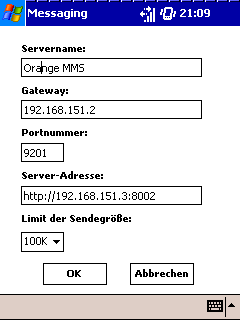 Messaging 21:09
Servername:
Orange MMS
Gateway:
192.168.151.2
Portnummer:
9201
Server-Adresse:
http://192.168.151.3:8002
Limit der Sendegröße:
100K
OK Abbrechen